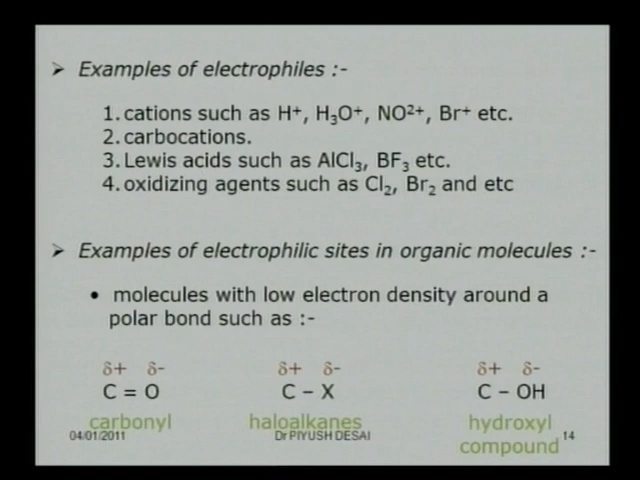 ➢ Examples of electrophiles :-
1. cations such as H⁺, H₃O⁺, NO²⁺, Br⁺ etc.
2. carbocations.
3. Lewis acids such as AlCl₃, BF₃ etc.
4. oxidizing agents such as Cl₂, Br₂ and etc
➢ Examples of electrophilic sites in organic molecules :-
• molecules with low electron density around a
polar bond such as :-
δ+ δ- δ+ δ- δ+ δ-
C = O C – X C – OH
carbonyl haloalkanes hydroxyl
compound
04/01/2011 Dr PIYUSH DESAI 14